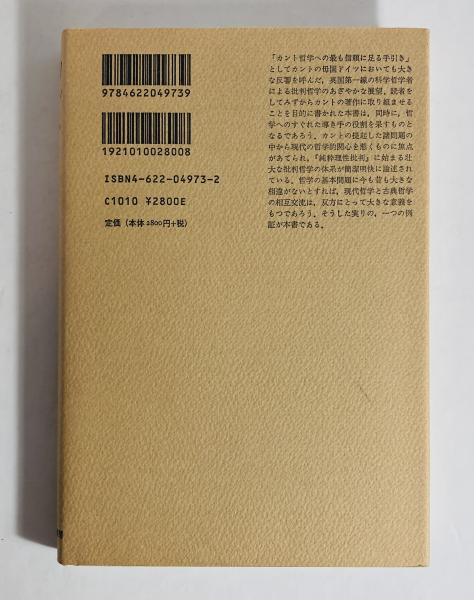 9784622049739
1921010028008
ISBN4-622-04973-2
C1010 ¥2800E
定価 (本体2800円+税)
「カント哲学への最も信頼に足る手引き」
としてカントの母国ドイツにおいても大き
な反響を呼んだ、英国第一線の科学哲学者
による批判哲学のあざやかな展望。読者を
してみずからカントの著作に取り組ませる
ことを目的に書かれた本書は、同時に、哲
学へのすぐれた導き手の役割を果すものと
なるであろう。カントの提起した諸問題の
中から現代の哲学的関心を惹くものに焦点
があてられ、『純粋理性批判』に始まる壮
大な批判哲学の体系が簡潔明快に論述され
ている。哲学の基本問題に今も昔も大きな
相違がないとすれば、現代哲学と古典哲学
の相互交流は、反方にとって大きな意義を
もつであろう。そうした実りの、一つの例
証が本書である。